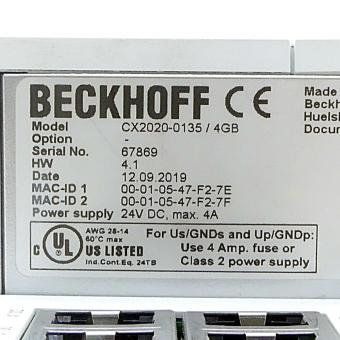 BECKHOFF CE
Model CX2020-0135 / 4GB
Option -
Serial No. 67869
HW 4.1
Date 12.09.2019
MAC-ID 1 00-01-05-47-F2-7E
MAC-ID 2 00-01-05-47-F2-7F
Power supply 24V DC, max. 4A
Made
Beckh
Huelsh
Docum
C UL US LISTED
AWG 28-14
60°C max
Ind.Cont.Eq. 24TB
For Us/GNDs and Up/GNDp:
Use 4 Amp. fuse or
Class 2 power supply